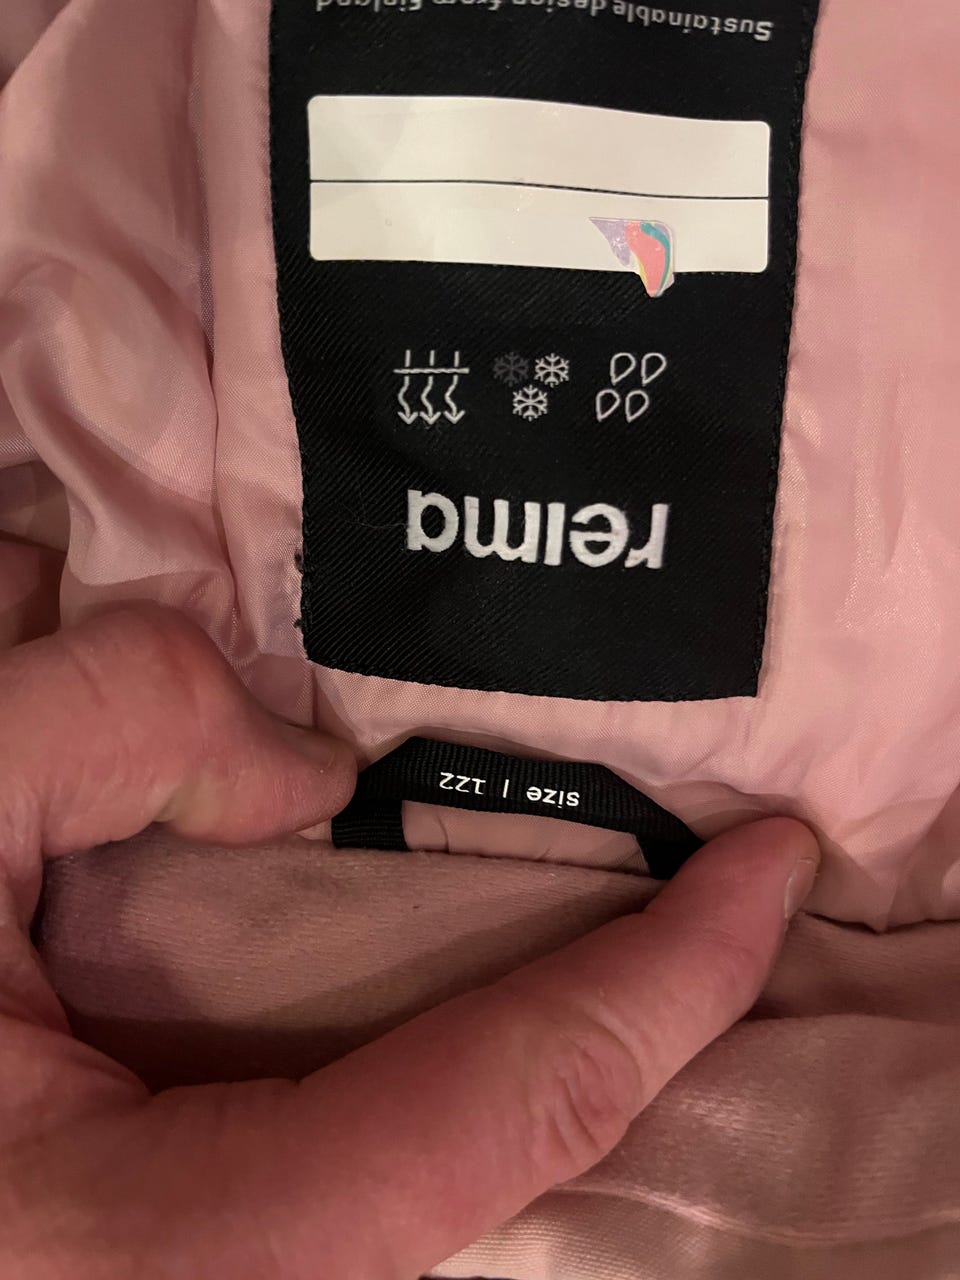 size | 122
reima
Sustainable design from Finland